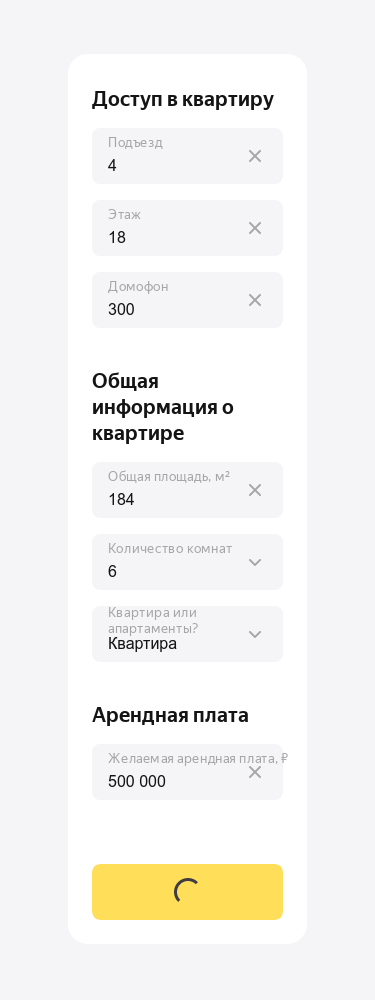 Доступ в квартиру
Подъезд
4
Этаж
18
Домофон
300
Общая
информация о
квартире
Общая площадь, м²
184
Количество комнат
6
Квартира или
апартаменты?
Квартира
Арендная плата
Желаемая арендная плата, ₽
500 000